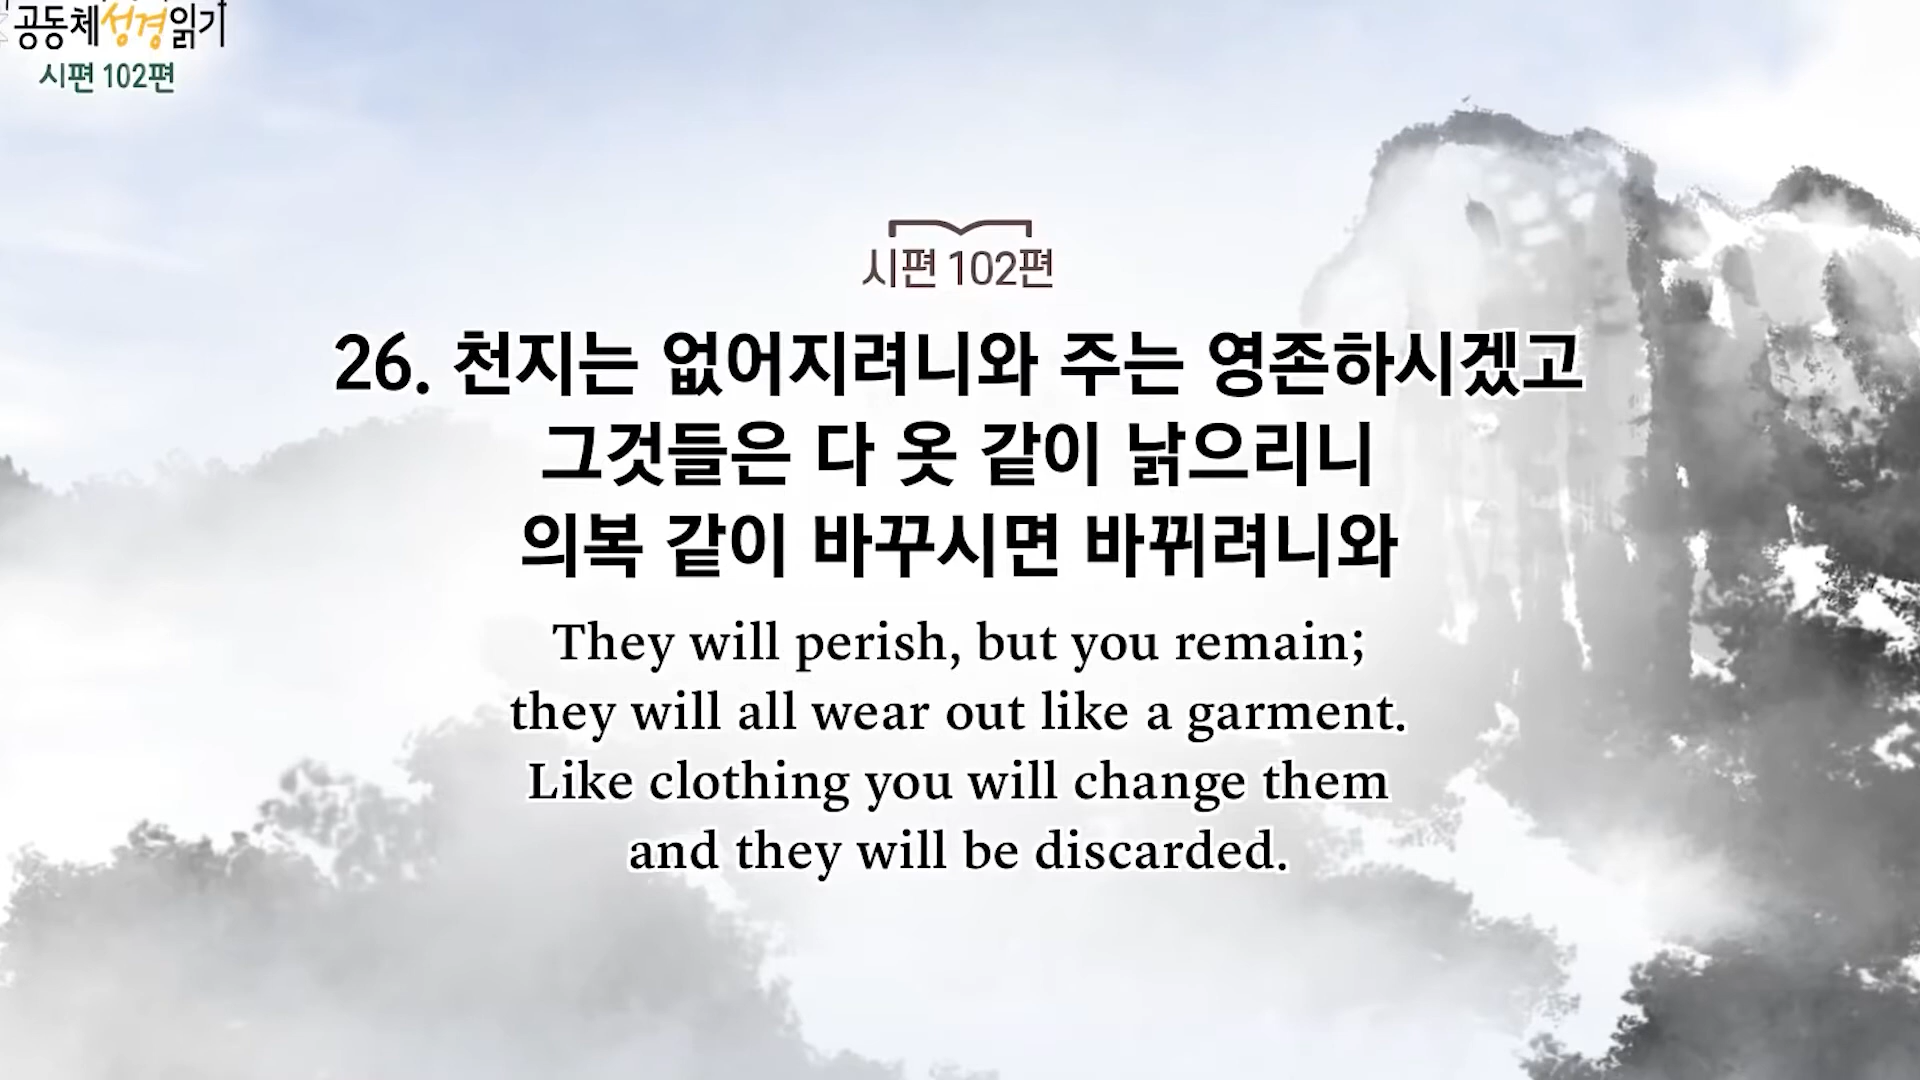 공동체성경읽기
시편 102편
시편 102편
26. 천지는 없어지려니와 주는 영존하시겠고
그것들은 다 옷 같이 낡으리니
의복 같이 바꾸시면 바뀌려니와
They will perish, but you remain;
they will all wear out like a garment.
Like clothing you will change them
and they will be discarded.